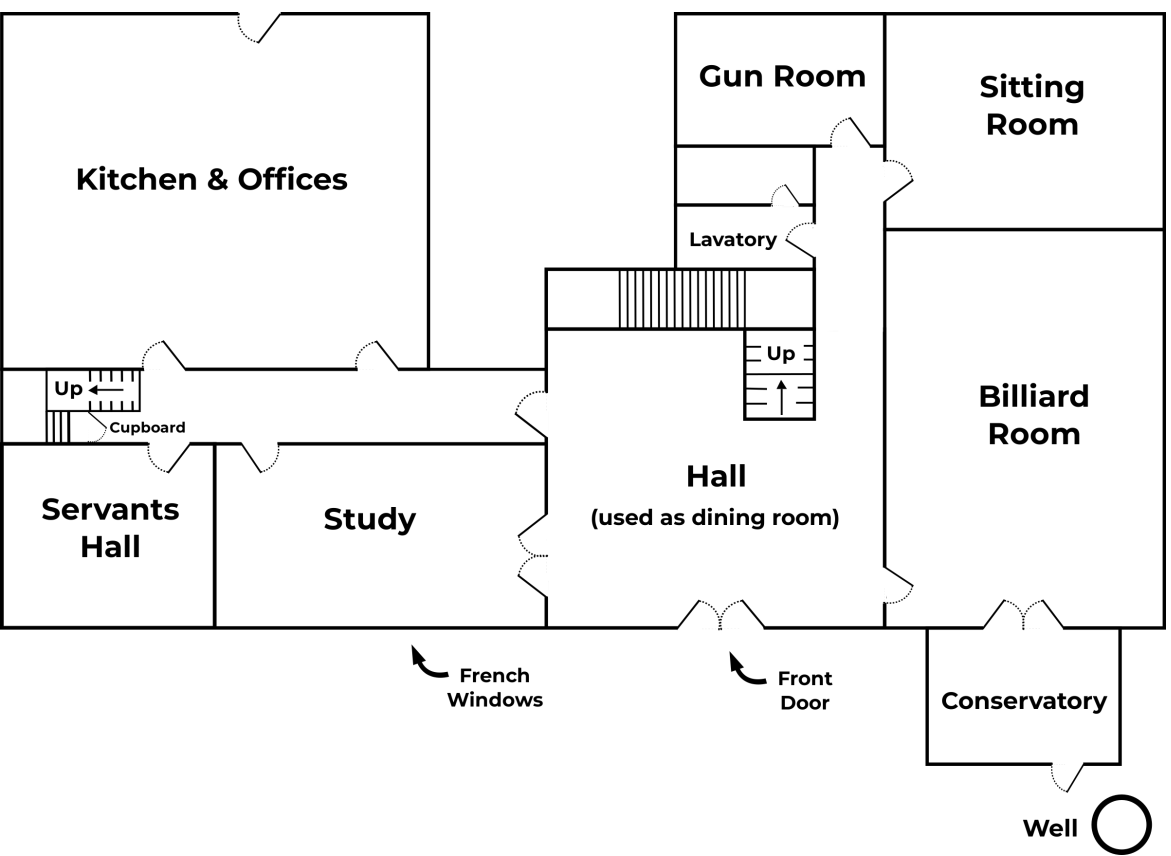 Gun Room
Sitting
Room
Kitchen & Offices
Lavatory
Up
Up
Cupboard
Billiard
Room
Hall
(used as dining room)
Servants
Hall
Study
French
Windows
Front
Door
Conservatory
Well